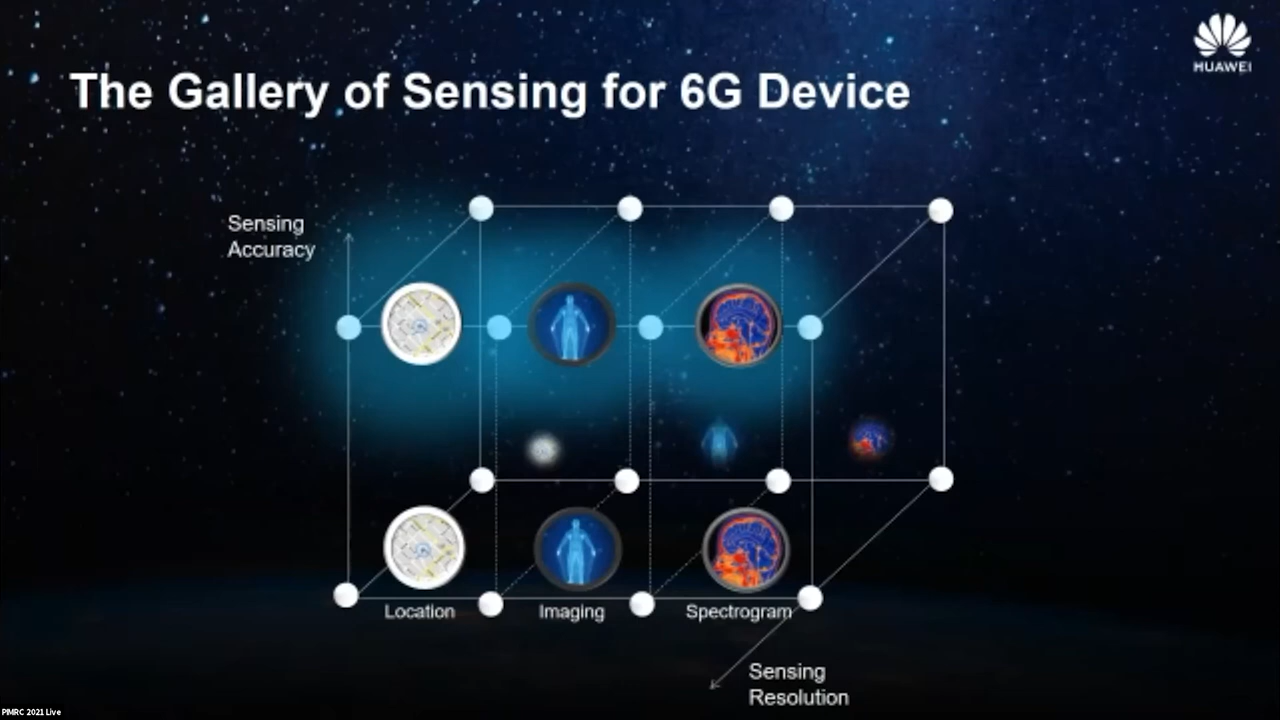 HUAWEI
The Gallery of Sensing for 6G Device
Sensing
Accuracy
Location
Imaging
Spectrogram
Sensing
Resolution
PIMRC 2021 Live